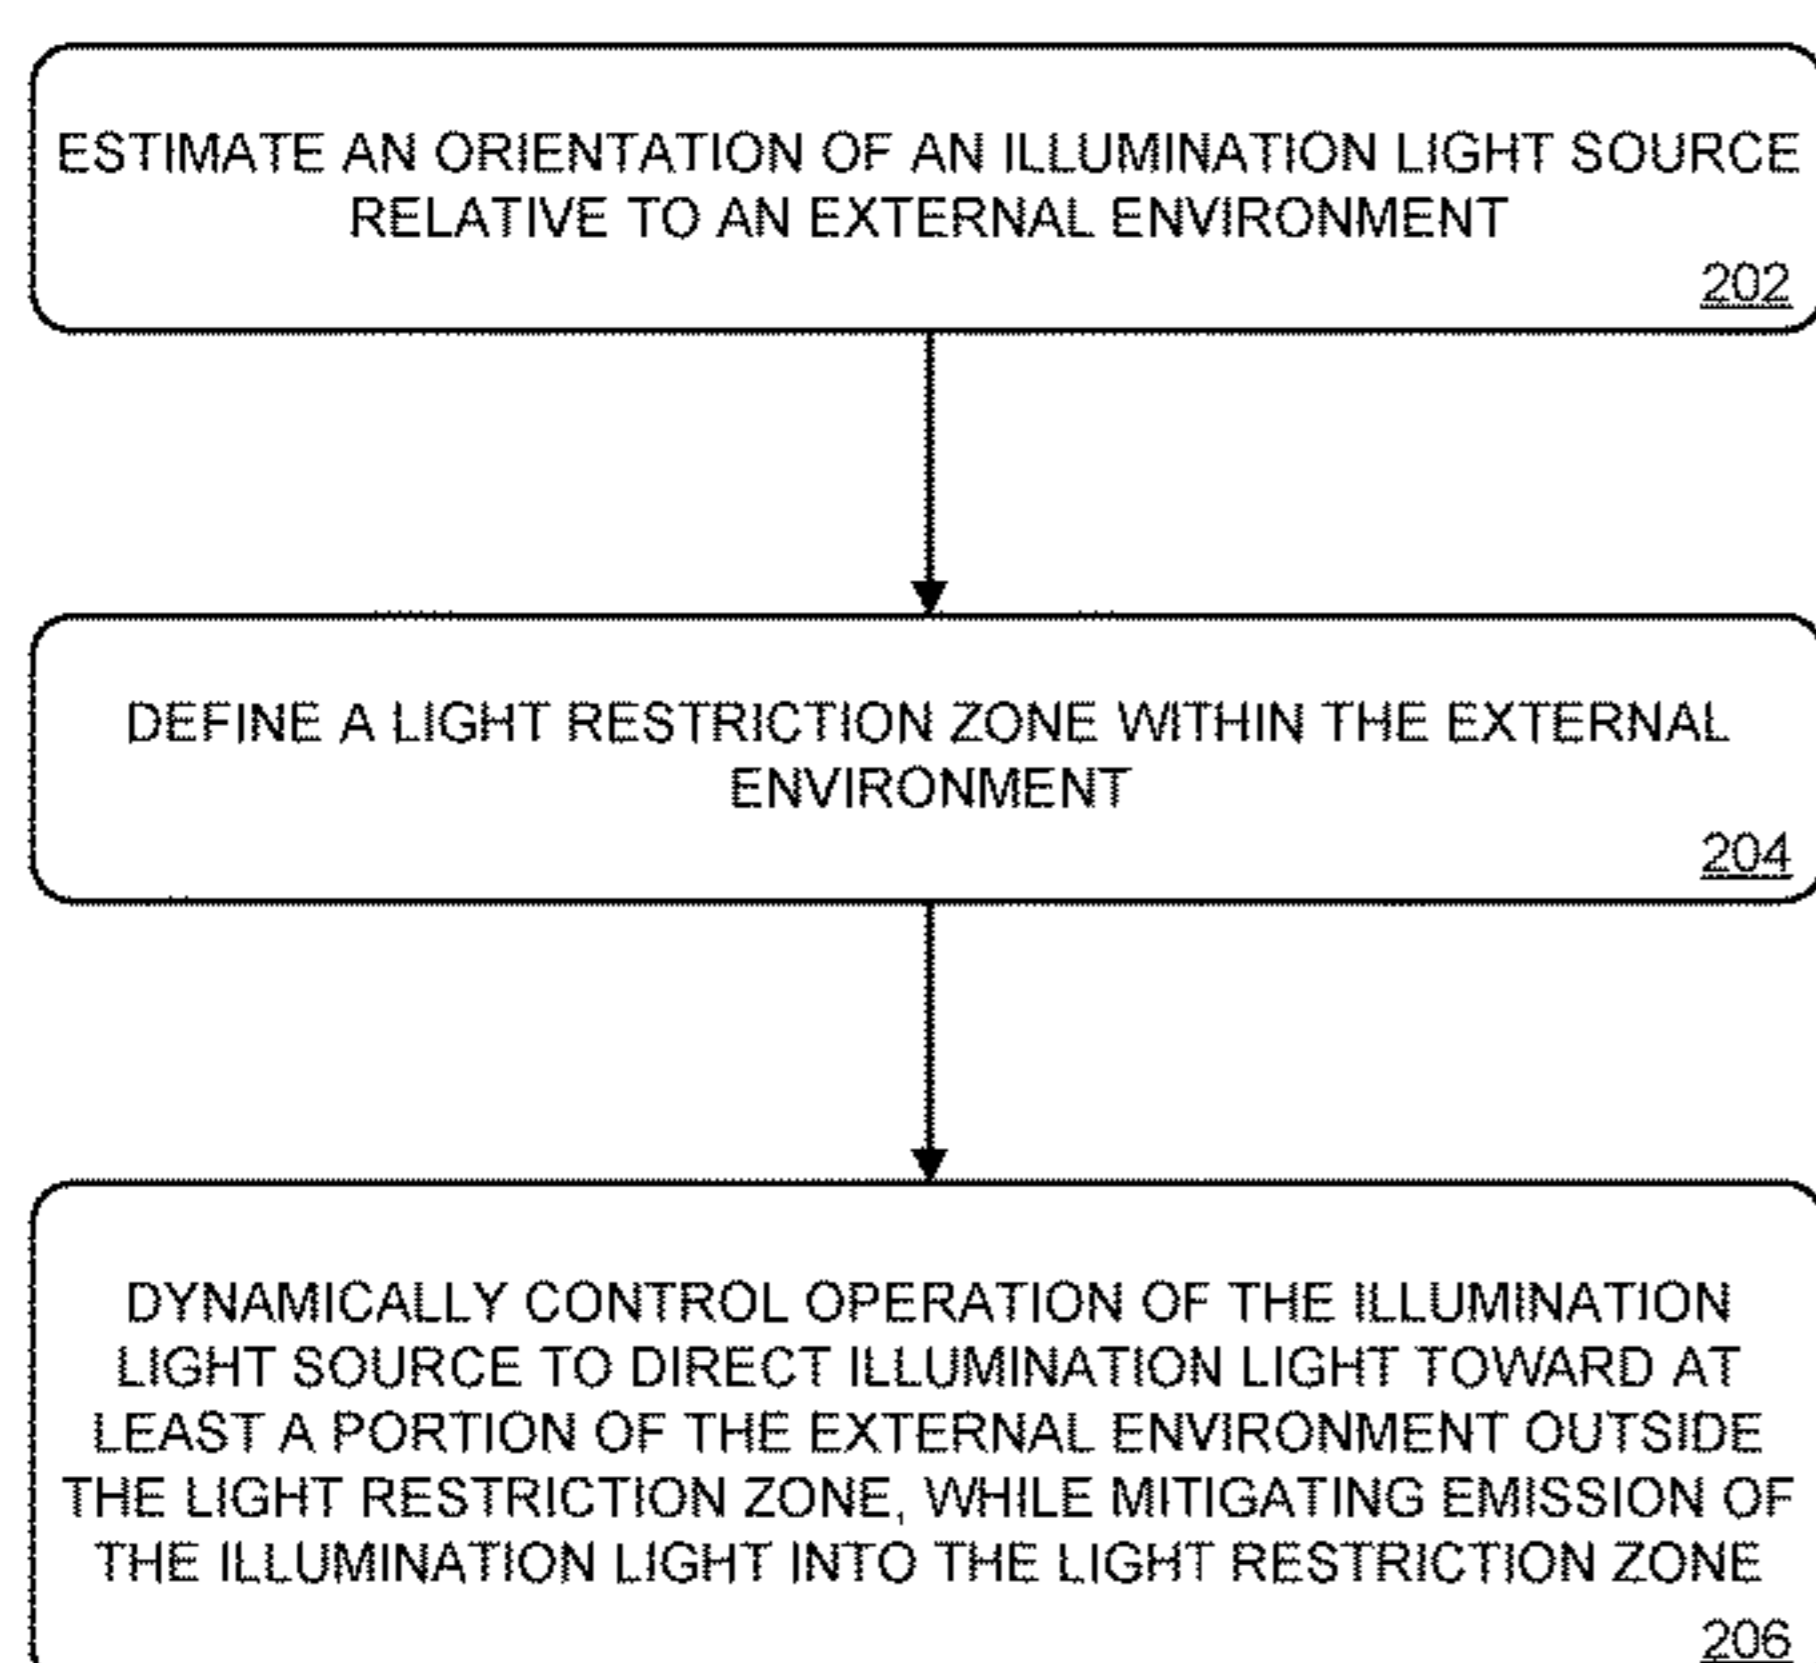 ESTIMATE AN ORIENTATION OF AN ILLUMINATION LIGHT SOURCE
RELATIVE TO AN EXTERNAL ENVIRONMENT
202
DEFINE A LIGHT RESTRICTION ZONE WITHIN THE EXTERNAL
ENVIRONMENT
204
DYNAMICALLY CONTROL OPERATION OF THE ILLUMINATION
LIGHT SOURCE TO DIRECT ILLUMINATION LIGHT TOWARD AT
LEAST A PORTION OF THE EXTERNAL ENVIRONMENT OUTSIDE
THE LIGHT RESTRICTION ZONE, WHILE MITIGATING EMISSION OF
THE ILLUMINATION LIGHT INTO THE LIGHT RESTRICTION ZONE
206